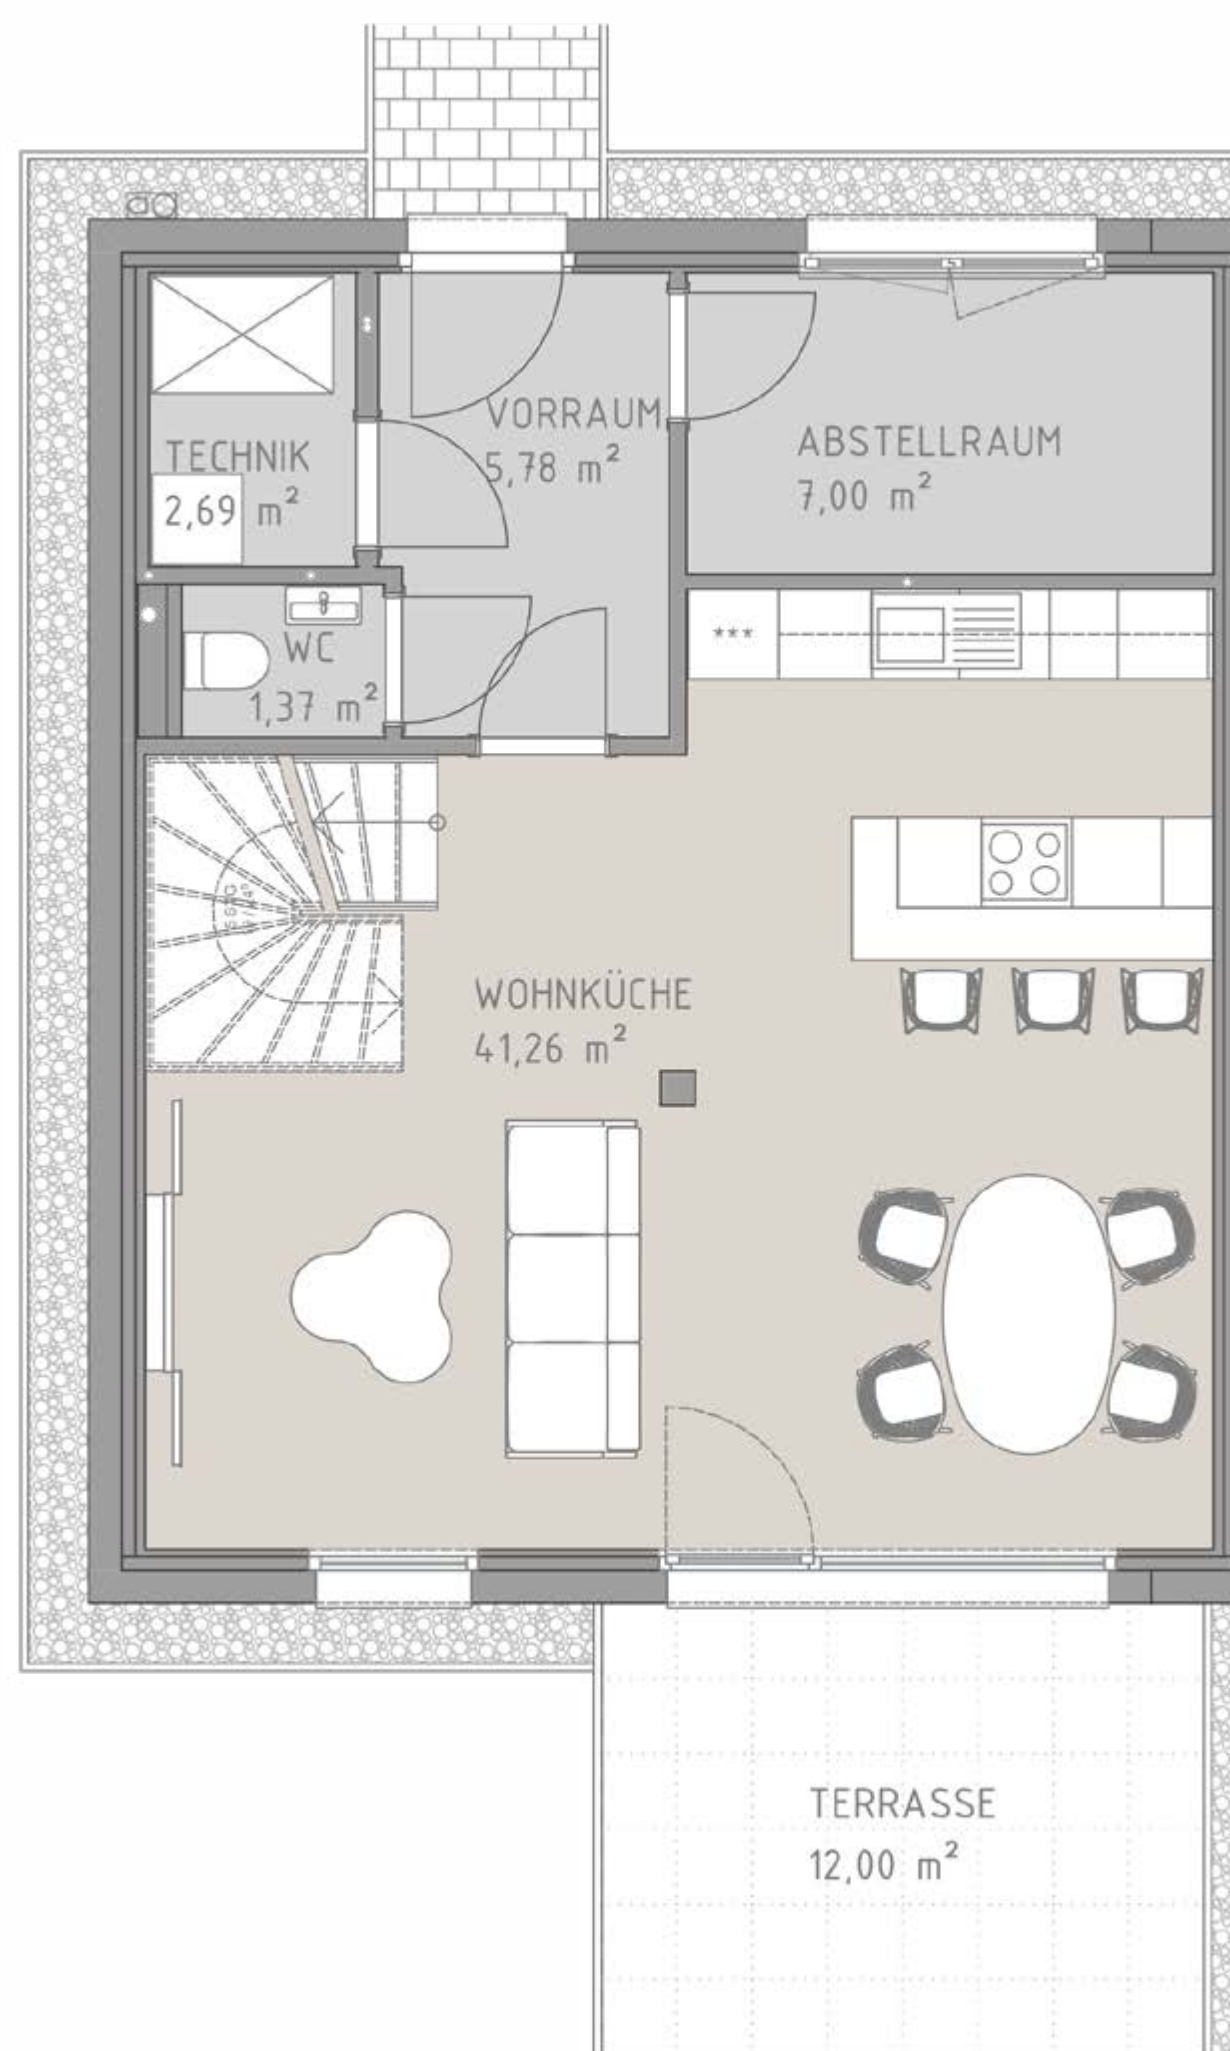 VORRAUM
5,78 m²
TECHNIK
2,69 m²
ABSTELLRAUM
7,00 m²
WC
1,37 m²
***
WOHNKÜCHE
41,26 m²
TERRASSE
12,00 m²